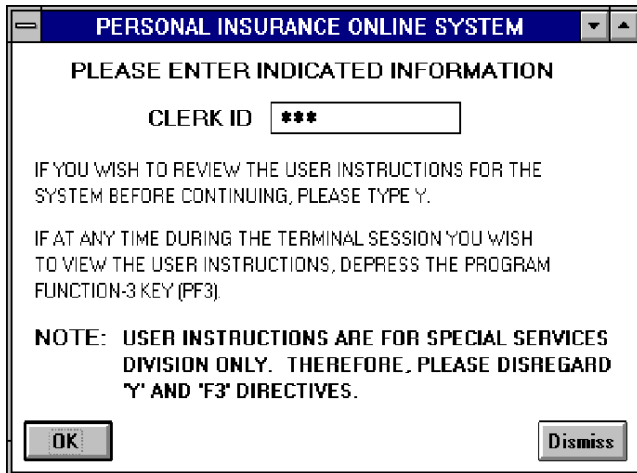 PERSONAL INSURANCE ONLINE SYSTEM
PLEASE ENTER INDICATED INFORMATION
CLERK ID ***
IF YOU WISH TO REVIEW THE USER INSTRUCTIONS FOR THE
SYSTEM BEFORE CONTINUING, PLEASE TYPE Y.
IF AT ANY TIME DURING THE TERMINAL SESSION YOU WISH
TO VIEW THE USER INSTRUCTIONS, DEPRESS THE PROGRAM
FUNCTION-3 KEY (PF3).
NOTE: USER INSTRUCTIONS ARE FOR SPECIAL SERVICES
DIVISION ONLY. THEREFORE, PLEASE DISREGARD
'Y' AND 'F3' DIRECTIVES.
OK Dismiss